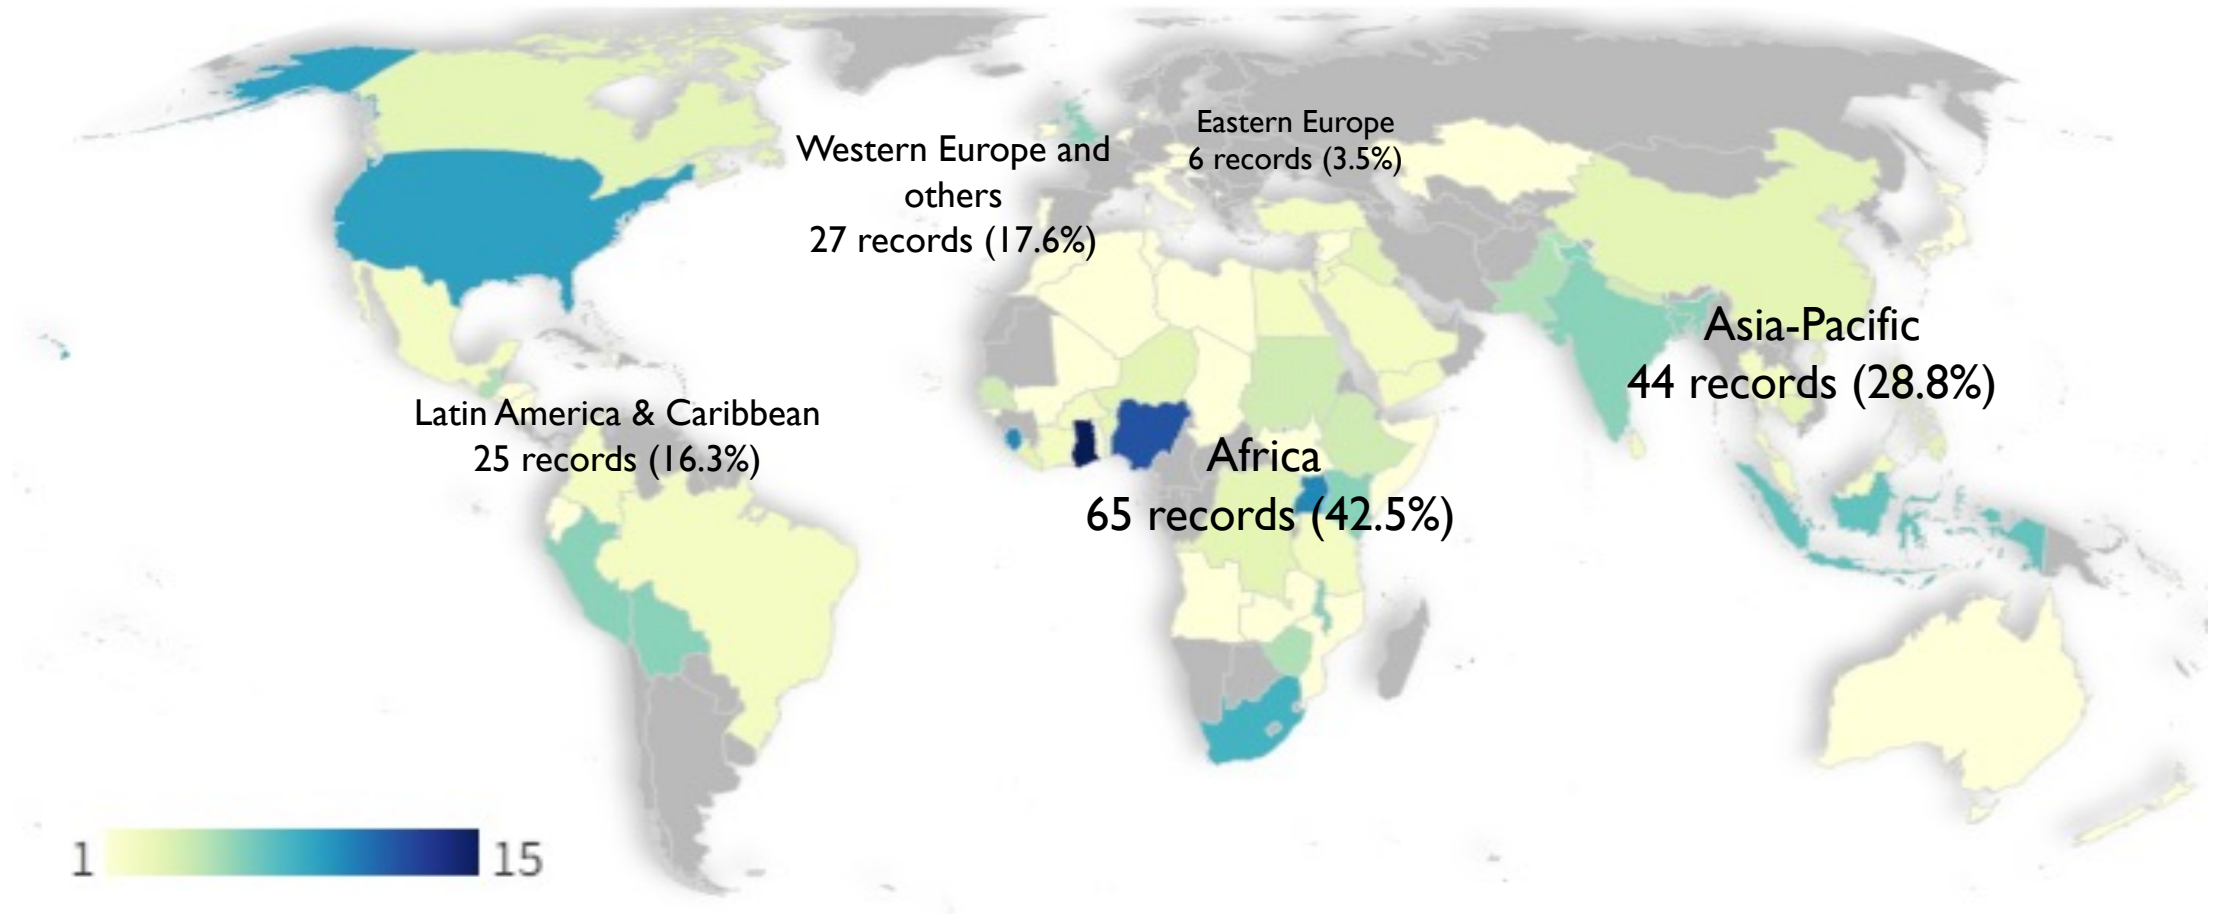 Western Europe and
others
27 records (17.6%)
Eastern Europe
6 records (3.5%)
Asia-Pacific
44 records (28.8%)
Latin America & Caribbean
25 records (16.3%)
Africa
65 records (42.5%)
1
15